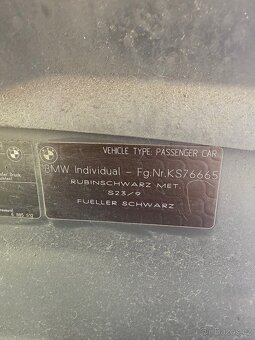 VEHICLE TYPE: PASSENGER CAR
BMW Individual - Fg.Nr.KS76665
RUBINSCHWARZ MET.
S23/9
FUELLER SCHWARZ